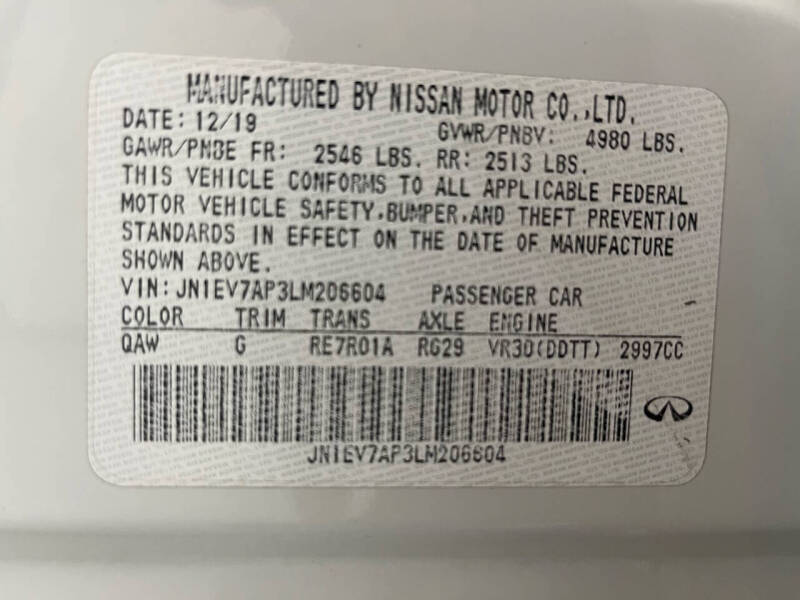 MANUFACTURED BY NISSAN MOTOR CO.,LTD.
DATE: 12/19 GVWR/PNBV: 4980 LBS.
GAWR/PNBE FR: 2546 LBS. RR: 2513 LBS.
THIS VEHICLE CONFORMS TO ALL APPLICABLE FEDERAL
MOTOR VEHICLE SAFETY,BUMPER,AND THEFT PREVENTION
STANDARDS IN EFFECT ON THE DATE OF MANUFACTURE
SHOWN ABOVE.
VIN: JN1EV7AP3LM206604 PASSENGER CAR
COLOR TRIM TRANS AXLE ENGINE
QAW G RE7R01A RG29 VR30(DDTT) 2997CC
JN1EV7AP3LM206604